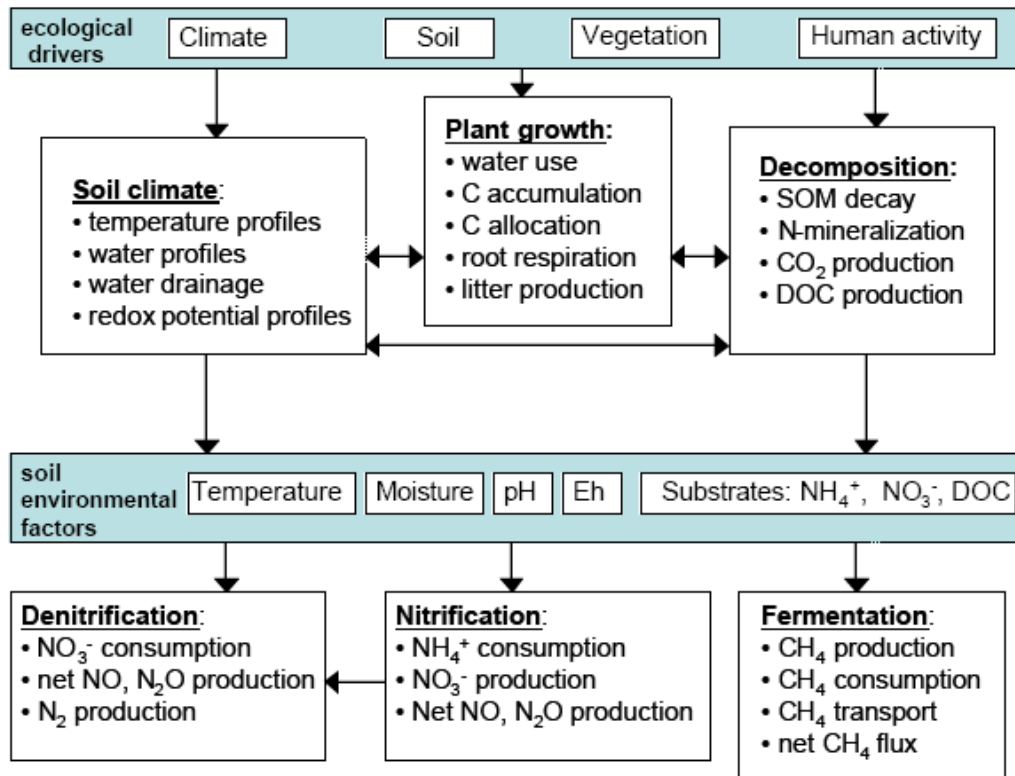 ecological drivers
Climate
Soil
Vegetation
Human activity
Soil climate:
• temperature profiles
• water profiles
• water drainage
• redox potential profiles
Plant growth:
• water use
• C accumulation
• C allocation
• root respiration
• litter production
Decomposition:
• SOM decay
• N-mineralization
• CO₂ production
• DOC production
soil
environmental
factors
Temperature
Moisture
pH
Eh
Substrates: NH₄⁺, NO₃⁻, DOC
Denitrification:
• NO₃⁻ consumption
• net NO, N₂O production
• N₂ production
Nitrification:
• NH₄⁺ consumption
• NO₃⁻ production
• Net NO, N₂O production
Fermentation:
• CH₄ production
• CH₄ consumption
• CH₄ transport
• net CH₄ flux